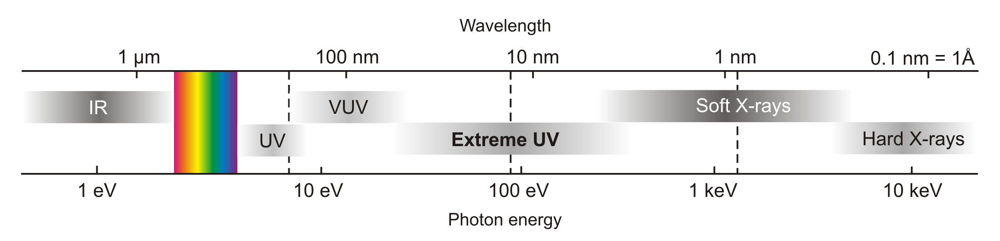 Wavelength
1 µm 100 nm 10 nm 1 nm 0.1 nm = 1Å
IR VUV Soft X-rays
UV Extreme UV Hard X-rays
1 eV 10 eV 100 eV 1 keV 10 keV
Photon energy